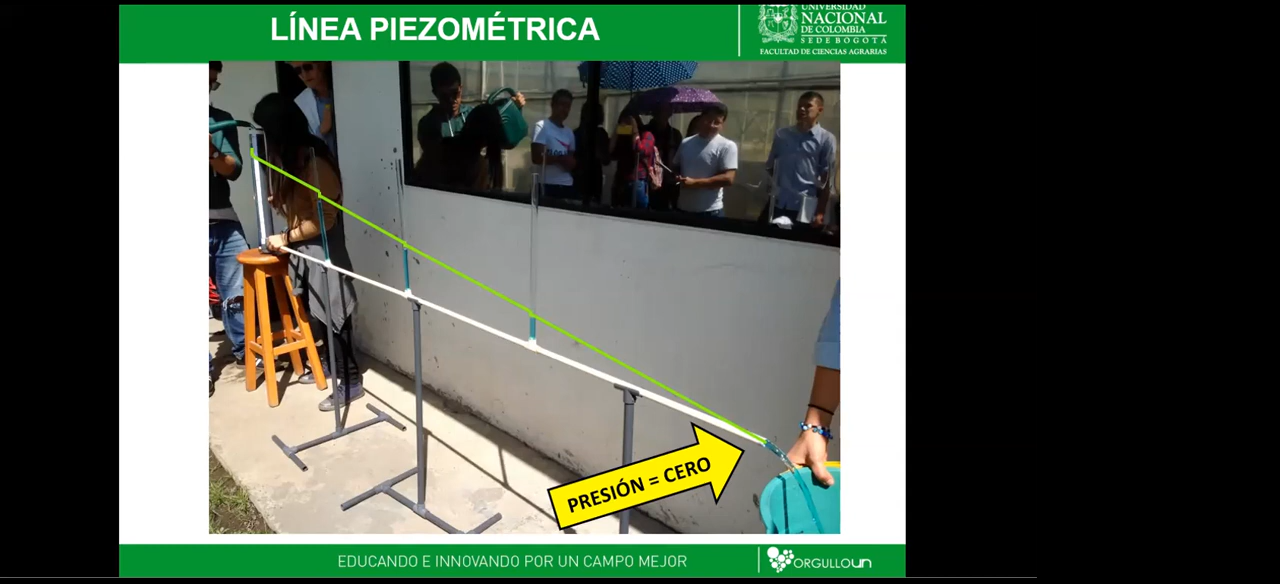 LÍNEA PIEZOMÉTRICA
UNIVERSIDAD
NACIONAL
DE COLOMBIA
SEDE BOGOTÁ
FACULTAD DE CIENCIAS AGRARIAS
PRESIÓN = CERO
EDUCANDO E INNOVANDO POR UN CAMPO MEJOR
ORGULLOUN